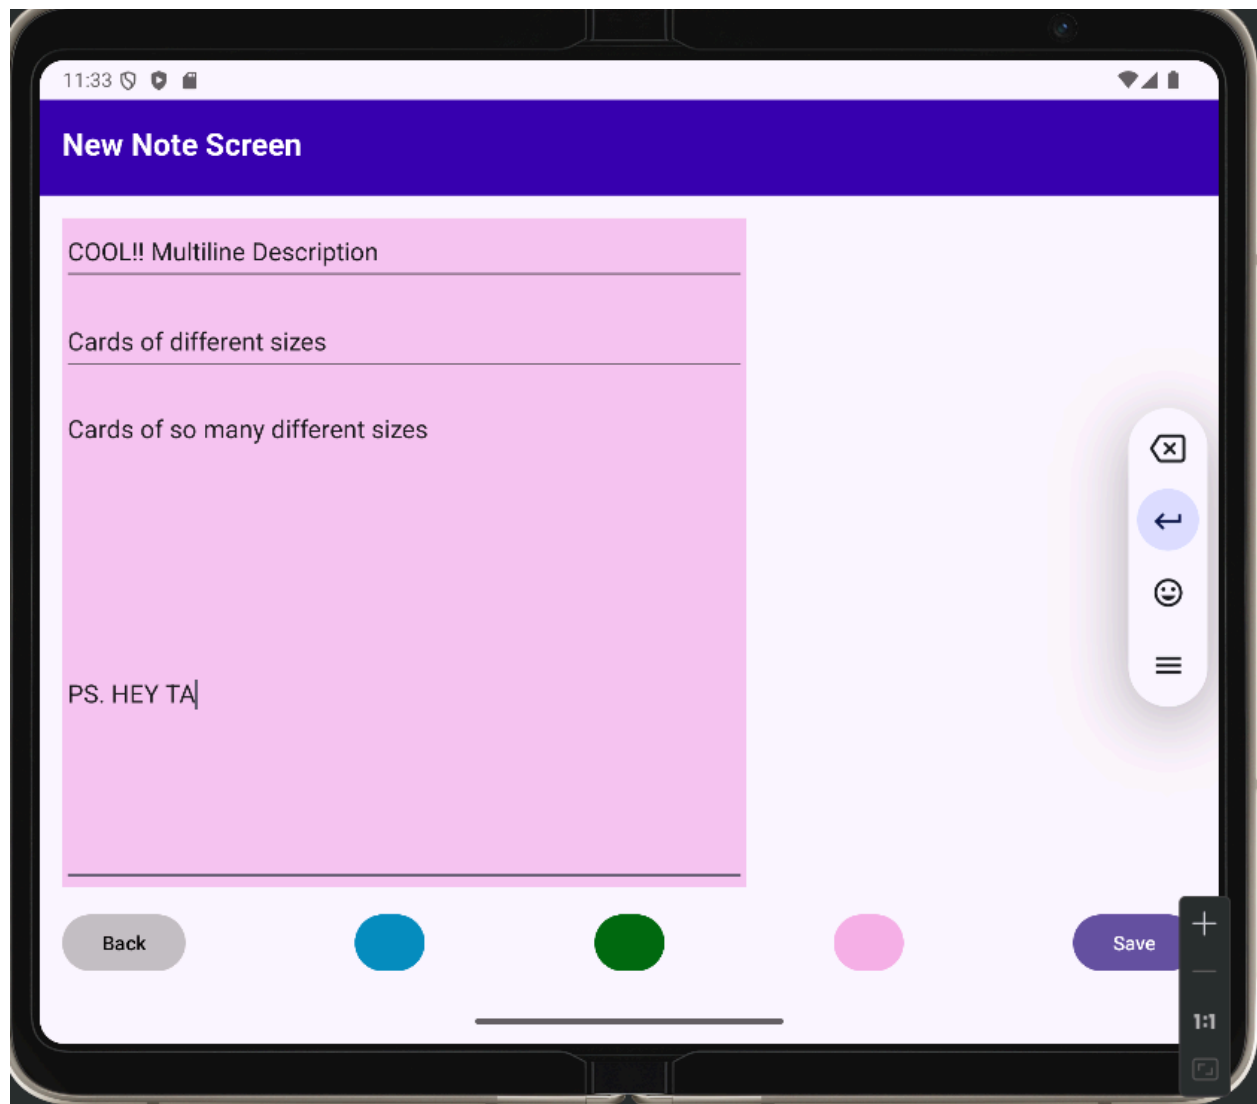 11:33
New Note Screen
COOL!! Multiline Description
Cards of different sizes
Cards of so many different sizes
PS. HEY TA
Back
Save
1:1